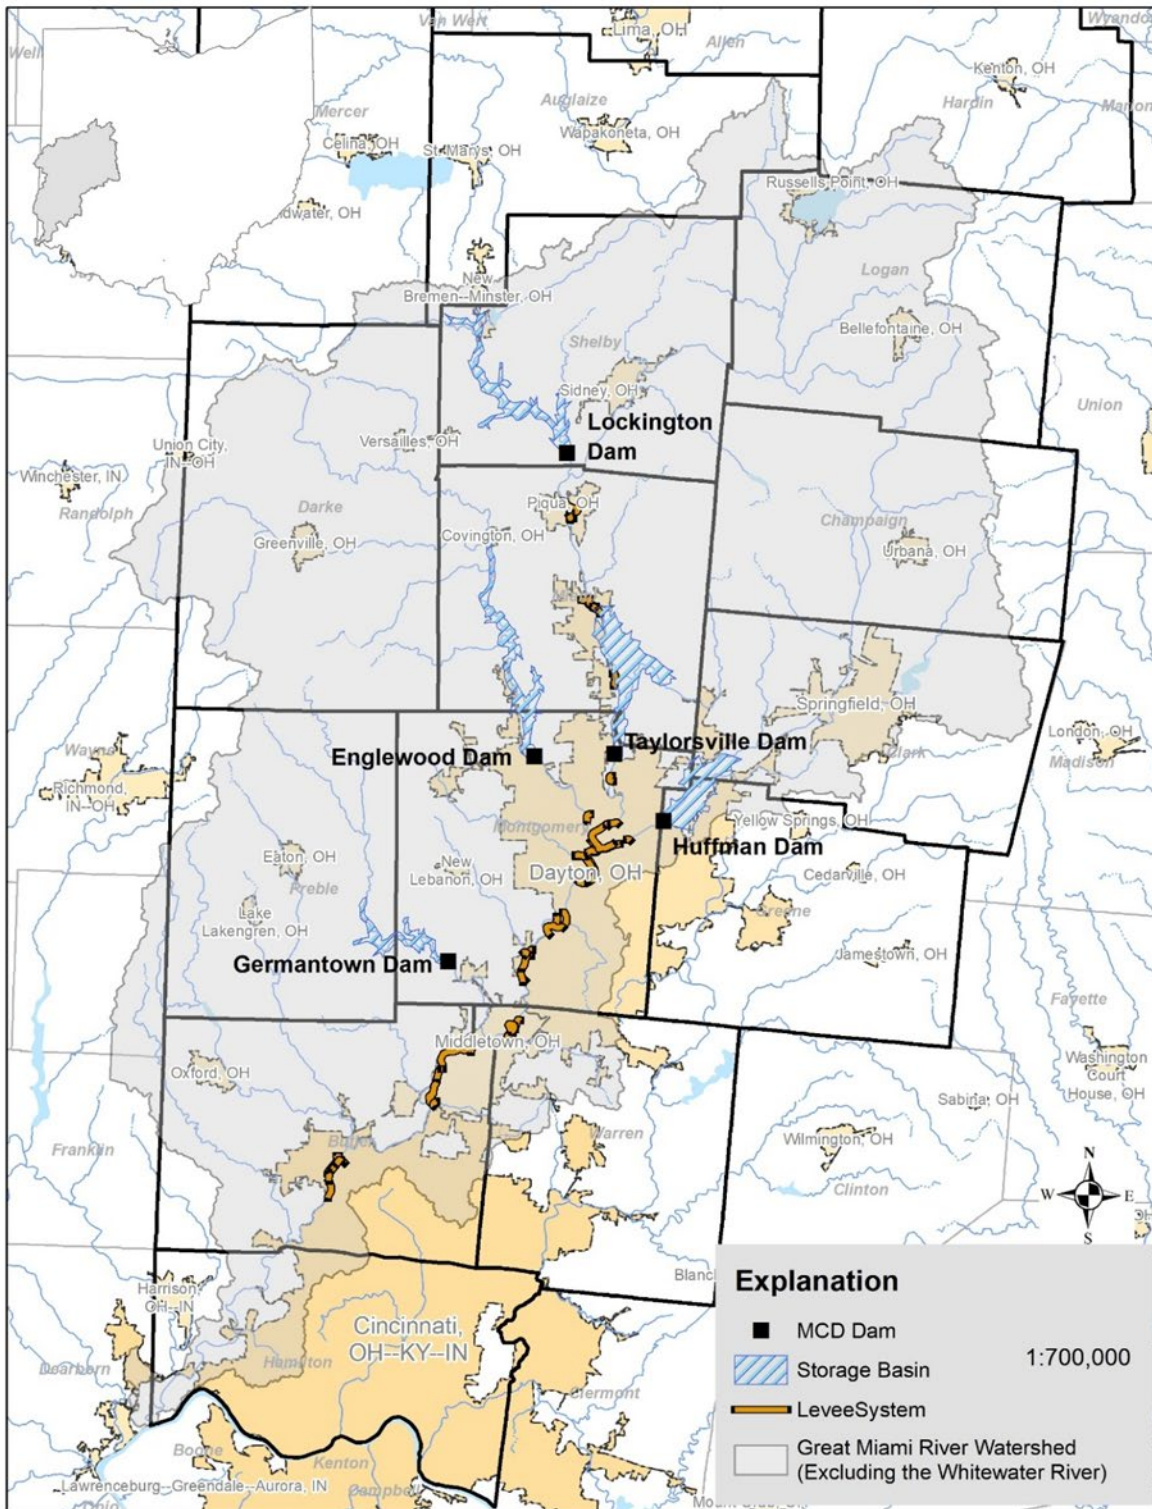 Van Wert
Wyandot
Lima, OH
Allen
Well
Kenton, OH
Mercer
Auglaize
Hardin
Marion
Wapakoneta, OH
Celina, OH
St. Marys, OH
Russells Point, OH
dwater, OH
Logan
New
Bremen--Minster, OH
Bellefontaine, OH
Shelby
Sidney, OH
Union
Lockington
Dam
Union City,
IN--OH
Versailles, OH
Winchester, IN
Randolph
Darke
Piqua, OH
Champaign
Greenville, OH
Covington, OH
Urbana, OH
Springfield, OH
Wayne
Englewood Dam
Taylorsville Dam
Clark
London, OH
Madison
Richmond,
IN--OH
Montgomery
Yellow Springs, OH
Huffman Dam
Eaton, OH
Preble
New
Lebanon, OH
Dayton, OH
Cedarville, OH
Lake
Lakengren, OH
Greene
Germantown Dam
Jamestown, OH
Fayette
Middletown, OH
Oxford, OH
Washington
Court
House, OH
Sabina, OH
Franklin
Butler
Warren
Wilmington, OH
Clinton
N
W
E
S
Blanch
Harrison,
OH--IN
Cincinnati,
OH--KY--IN
Dearborn
Hamilton
Clermont
Boone
Kenton
Lawrenceburg--Greendale--Aurora, IN
Campbell
Ohio
Explanation
MCD Dam
Storage Basin
1:700,000
LeveeSystem
Great Miami River Watershed
(Excluding the Whitewater River)